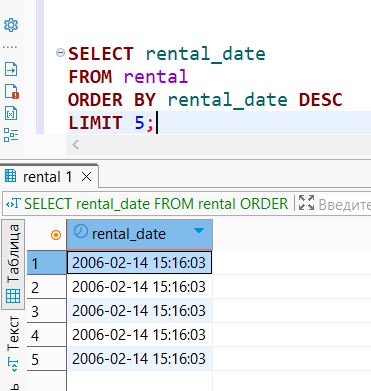 SELECT rental_date
FROM rental
ORDER BY rental_date DESC
LIMIT 5;
rental 1
SELECT rental_date FROM rental ORDER
Введите
Таблица
Текст
rental_date
1 2006-02-14 15:16:03
2 2006-02-14 15:16:03
3 2006-02-14 15:16:03
4 2006-02-14 15:16:03
5 2006-02-14 15:16:03